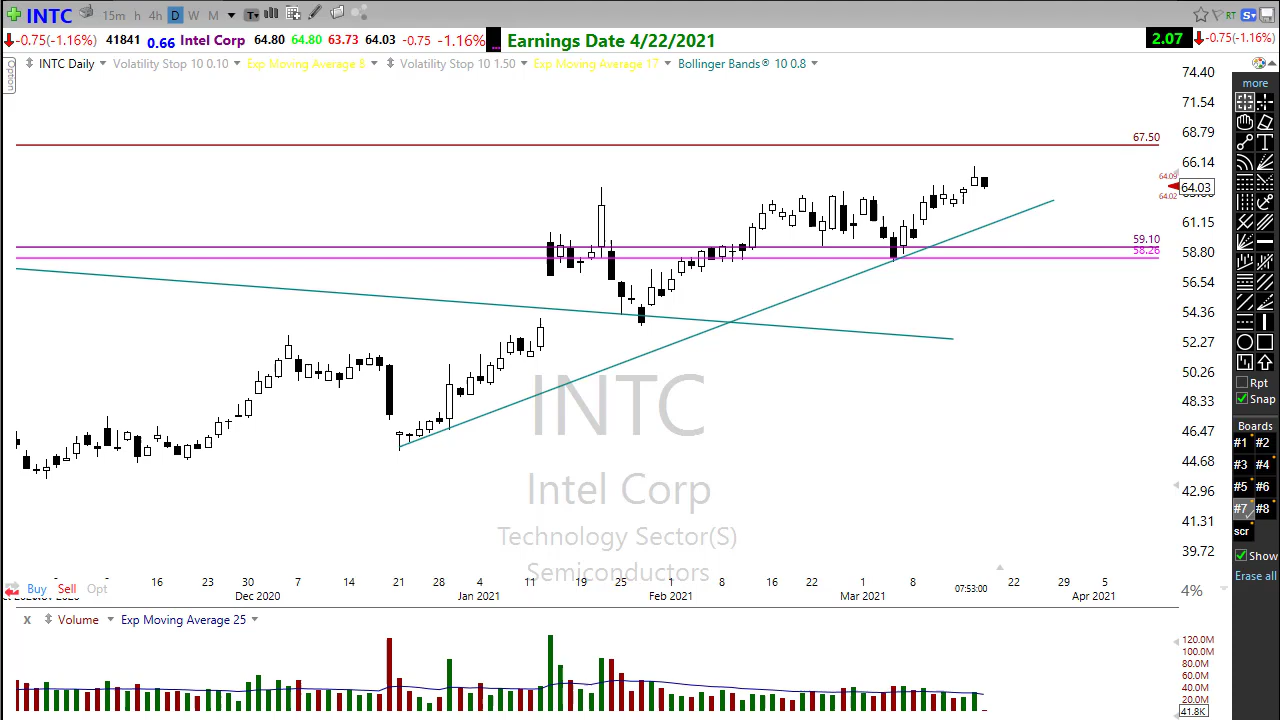 INTC 15m h 4h D W M T RT S
-0.75(-1.16%) 41841 0.66 Intel Corp 64.80 64.80 63.73 64.03 -0.75 -1.16% Earnings Date 4/22/2021 2.07 -0.75(-1.16%)
Option
INTC Daily Volatility Stop 10 0.10 Exp Moving Average 8 Volatility Stop 10 1.50 Exp Moving Average 17 Bollinger Bands® 10 0.8
74.40
more
71.54
68.79
67.50
66.14
64.09
64.03
64.02
61.15
59.10
58.26
58.80
56.54
54.36
52.27
50.26
48.33
46.47
44.68
42.96
41.31
39.72
INTC
Intel Corp
Technology Sector(S)
Semiconductors
Rpt
Snap
Boards
#1 #2
#3 #4
#5 #6
#7 #8
scr
Show
Erase all
Buy Sell Opt
16 23 30 7 14 21 28 4 11 19 25 1 8 16 22 1 8 07:53:00 22 29 5
Dec 2020 Jan 2021 Feb 2021 Mar 2021 Apr 2021
4%
x Volume Exp Moving Average 25
120.0M
100.0M
80.0M
60.0M
40.0M
20.0M
41.8K